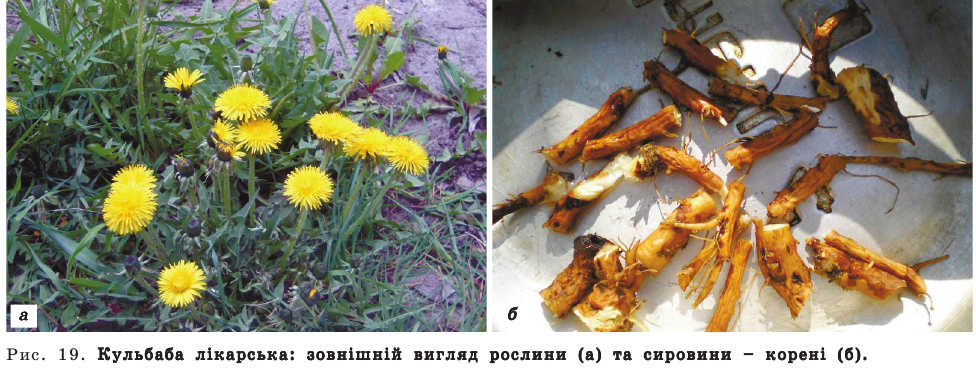 а
б
Рис. 19. Кульбаба лікарська: зовнішній вигляд рослини (а) та сировини – корені (б).